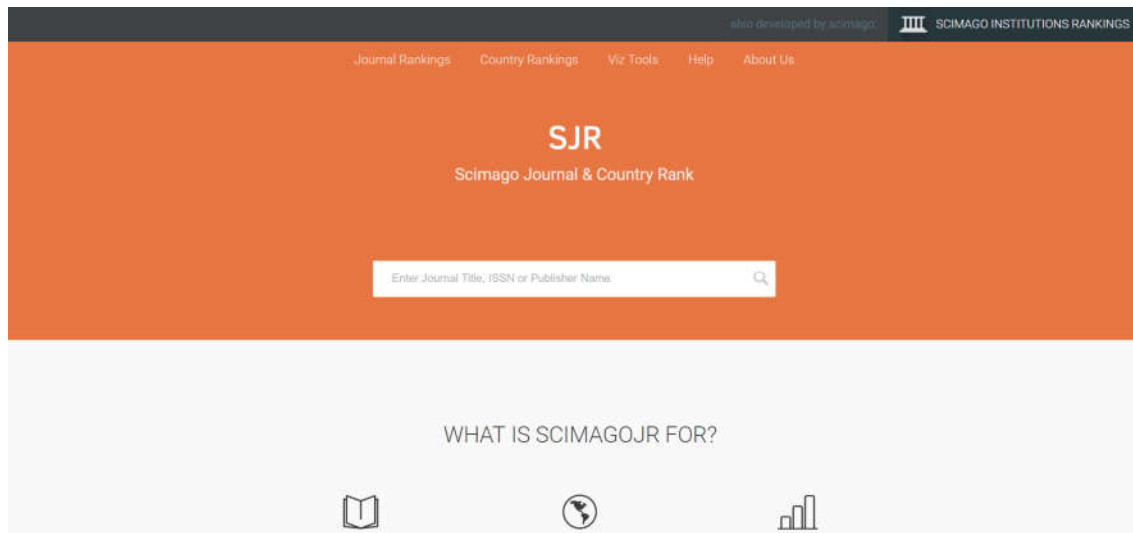 also developed by scimago:
SCIMAGO INSTITUTIONS RANKINGS
Journal Rankings Country Rankings Viz Tools Help About Us
SJR
Scimago Journal & Country Rank
Enter Journal Title, ISSN or Publisher Name
WHAT IS SCIMAGOJR FOR?